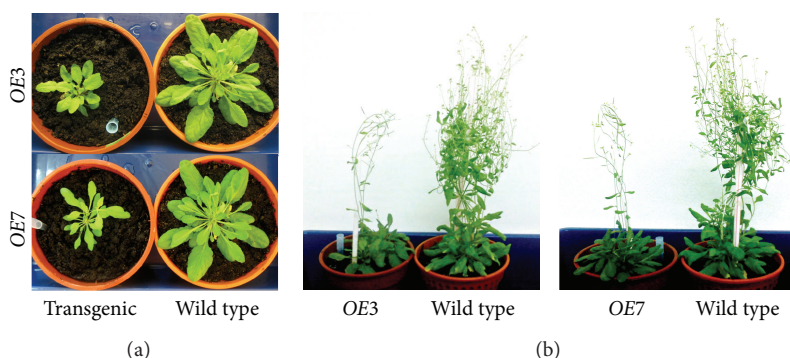 OE3
OE7
Transgenic Wild type
(a)
OE3 Wild type OE7 Wild type
(b)